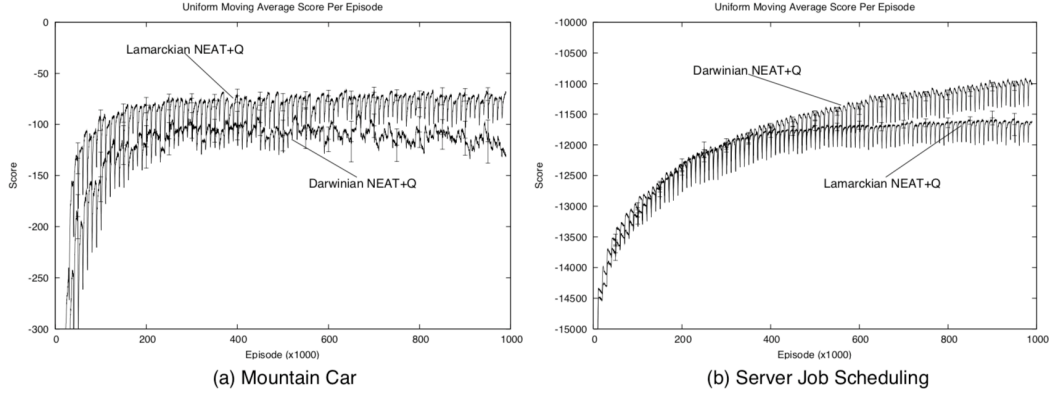 Uniform Moving Average Score Per Episode
0
-50
-100
-150
-200
-250
-300
Score
Lamarckian NEAT+Q
Darwinian NEAT+Q
0
200
400
600
800
1000
Episode (x1000)
(a) Mountain Car
Uniform Moving Average Score Per Episode
-10000
-10500
-11000
-11500
-12000
-12500
-13000
-13500
-14000
-14500
-15000
Score
Darwinian NEAT+Q
Lamarckian NEAT+Q
0
200
400
600
800
1000
Episode (x1000)
(b) Server Job Scheduling